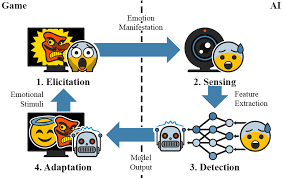 Game
AI
Emotion
Manifestation
1. Elicitation
2. Sensing
Emotional
Stimuli
Feature
Extraction
4. Adaptation
Model
Output
3. Detection